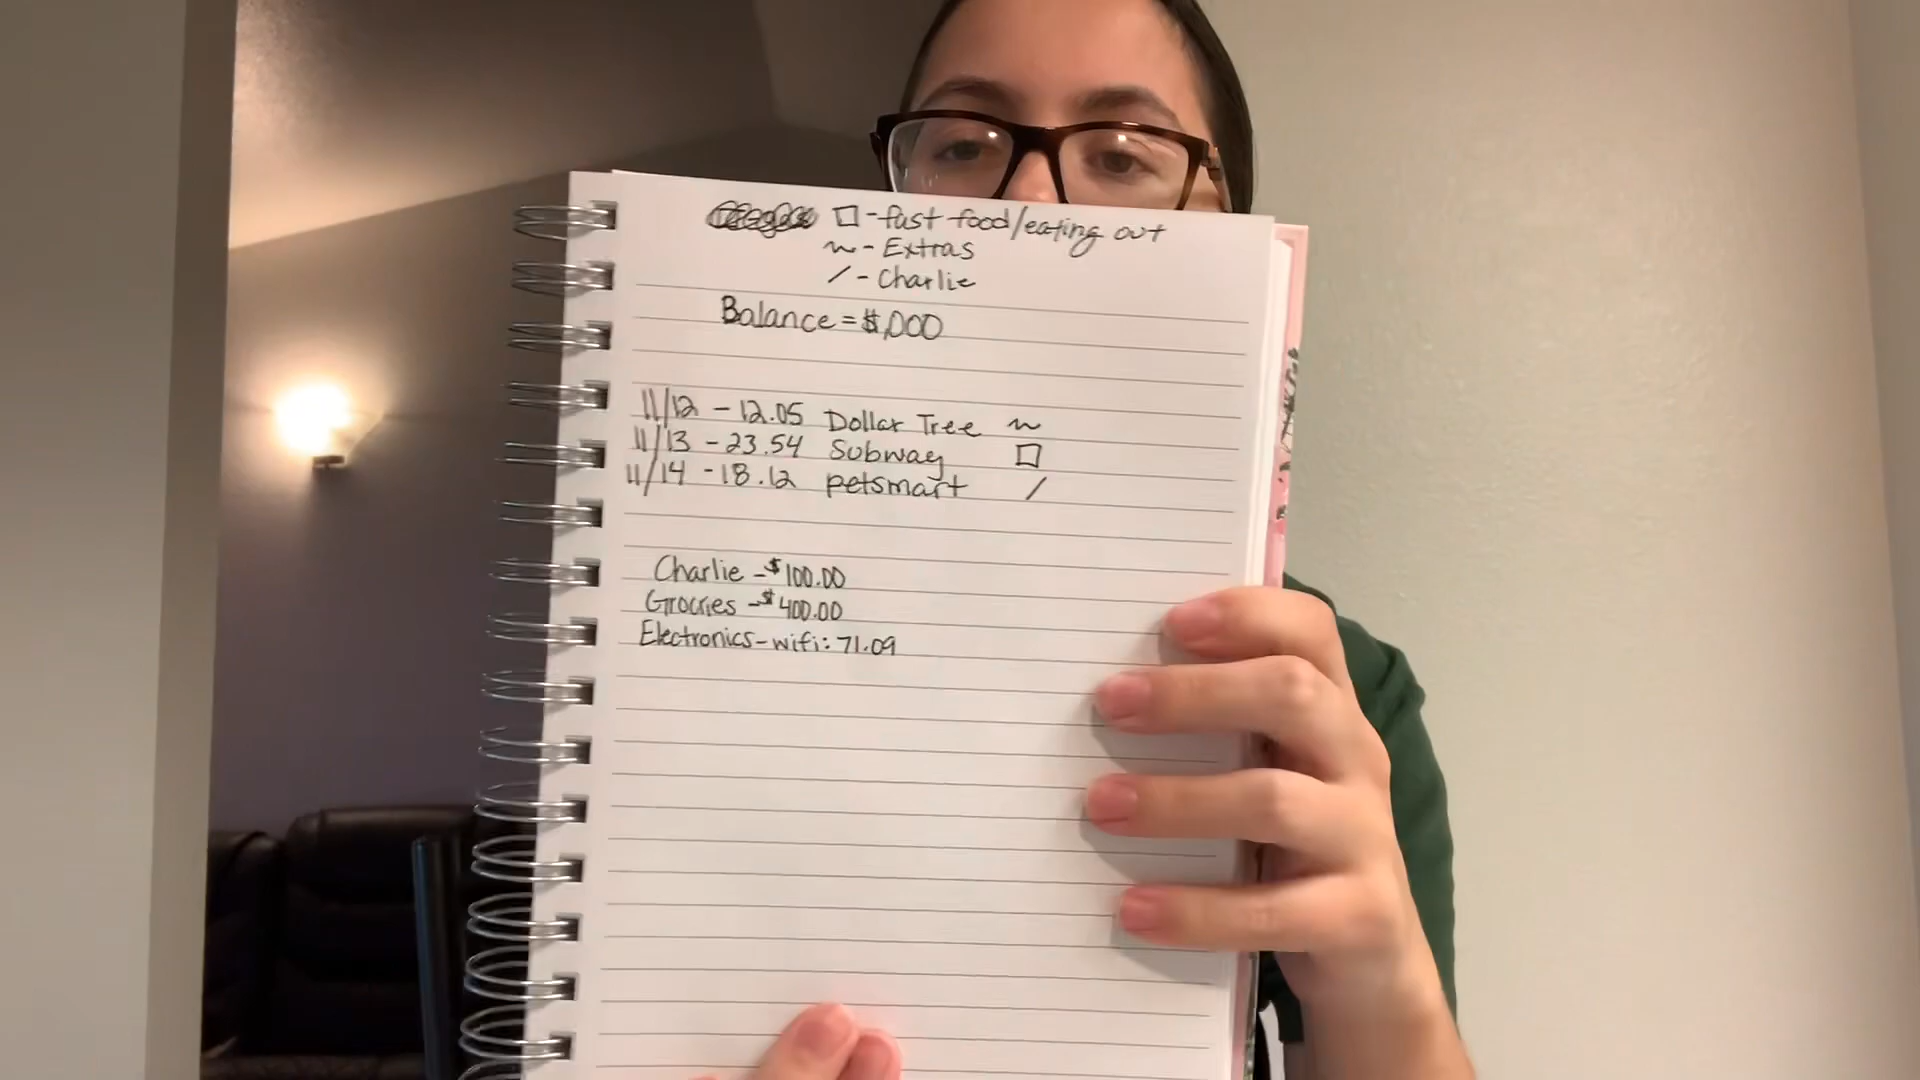 □ - fast food/eating out
~ - Extras
/ - Charlie
Balance = $,000
11/12 - 12.05 Dollar Tree ~
11/13 - 23.54 Subway □
11/14 - 18.12 petsmart /
Charlie - $100.00
Grocries - $400.00
Electronics - wifi: 71.09